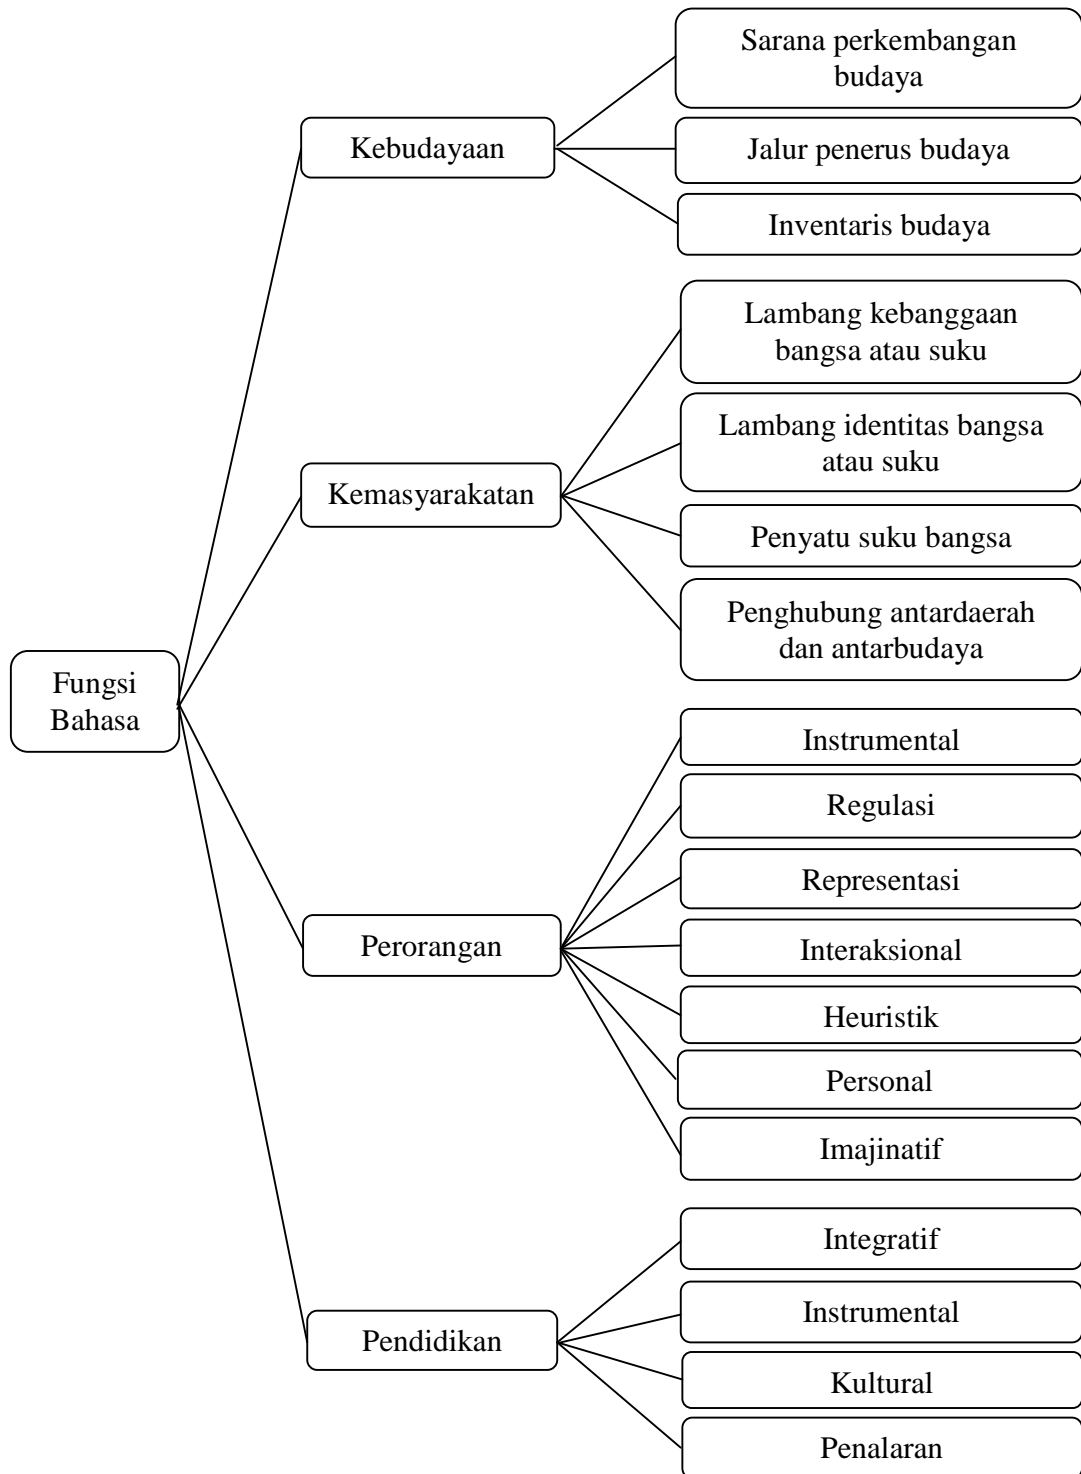 Fungsi
Bahasa
Kebudayaan
Sarana perkembangan
budaya
Jalur penerus budaya
Inventaris budaya
Kemasyarakatan
Lambang kebanggaan
bangsa atau suku
Lambang identitas bangsa
atau suku
Penyatu suku bangsa
Penghubung antardaerah
dan antarbudaya
Perorangan
Instrumental
Regulasi
Representasi
Interaksional
Heuristik
Personal
Imajinatif
Pendidikan
Integratif
Instrumental
Kultural
Penalaran